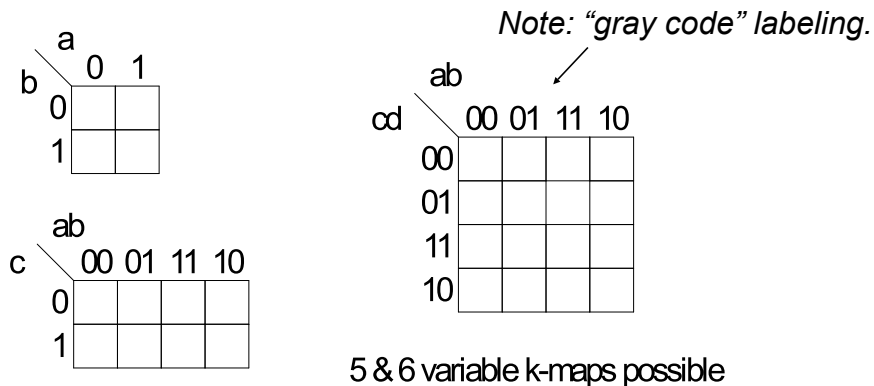 Note: “gray code” labeling.
a
b
0 1
0
1
ab
cd
00 01 11 10
00
01
11
10
ab
c
00 01 11 10
0
1
5 & 6 variable k-maps possible